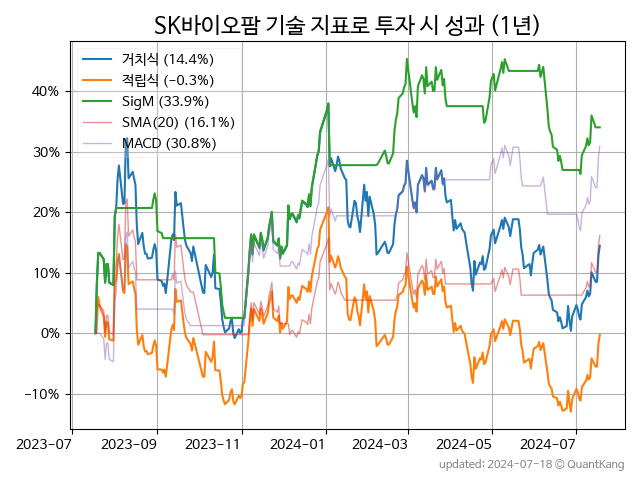 SK바이오팜 기술 지표로 투자 시 성과 (1년)
거치식 (14.4%)
적립식 (−0.3%)
SigM (33.9%)
SMA(20) (16.1%)
MACD (30.8%)
40%
30%
20%
10%
0%
−10%
2023-07
2023-09
2023-11
2024-01
2024-03
2024-05
2024-07
updated: 2024-07-18 ⓒ QuantKang